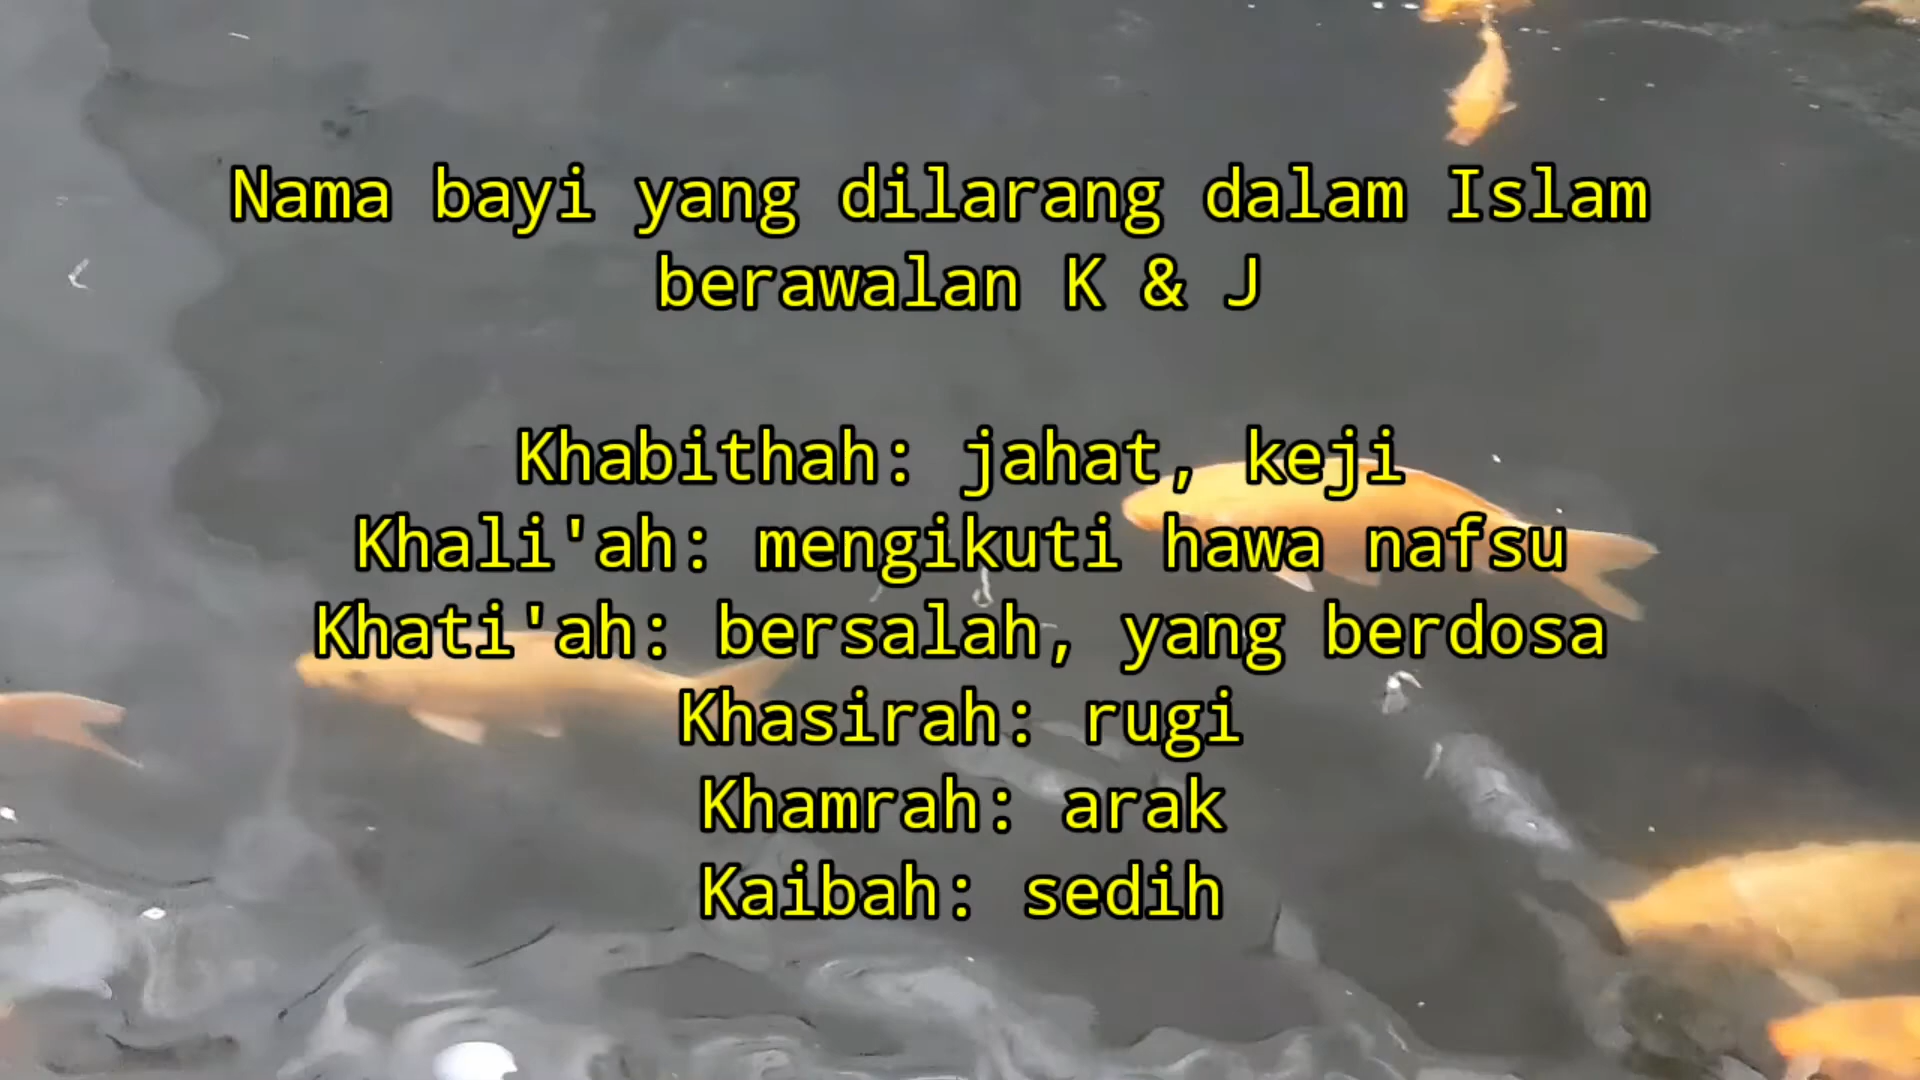 Nama bayi yang dilarang dalam Islam
berawalan K & J
Khabithah: jahat, keji
Khali'ah: mengikuti hawa nafsu
Khati'ah: bersalah, yang berdosa
Khasirah: rugi
Khamrah: arak
Kaibah: sedih